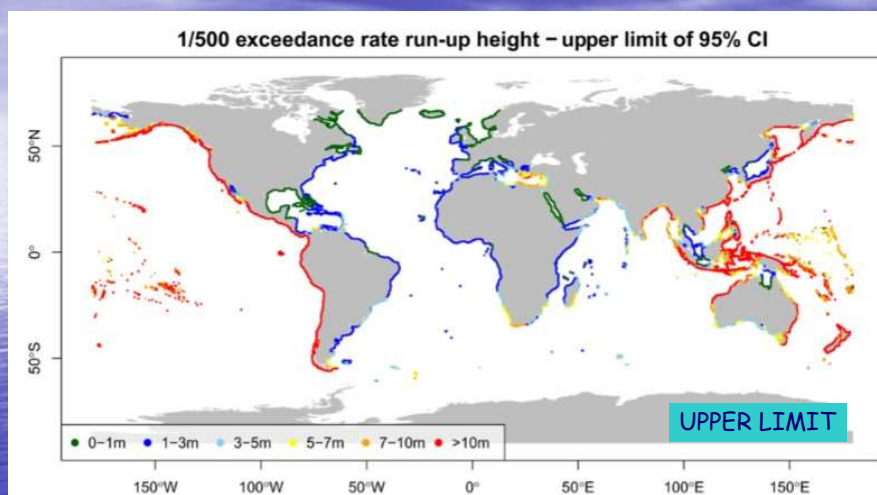 1/500 exceedance rate run-up height − upper limit of 95% CI
50°N
0°
50°S
UPPER LIMIT
0−1m 1−3m 3−5m 5−7m 7−10m >10m
150°W 100°W 50°W 0° 50°E 100°E 150°E